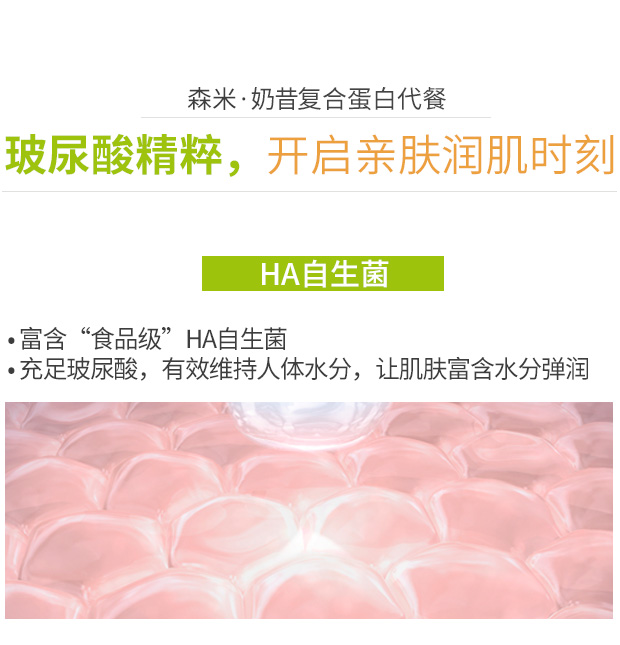 森米·奶昔复合蛋白代餐
玻尿酸精粹，开启亲肤润肌时刻
HA自生菌
• 富含“食品级”HA自生菌
• 充足玻尿酸，有效维持人体水分，让肌肤富含水分弹润